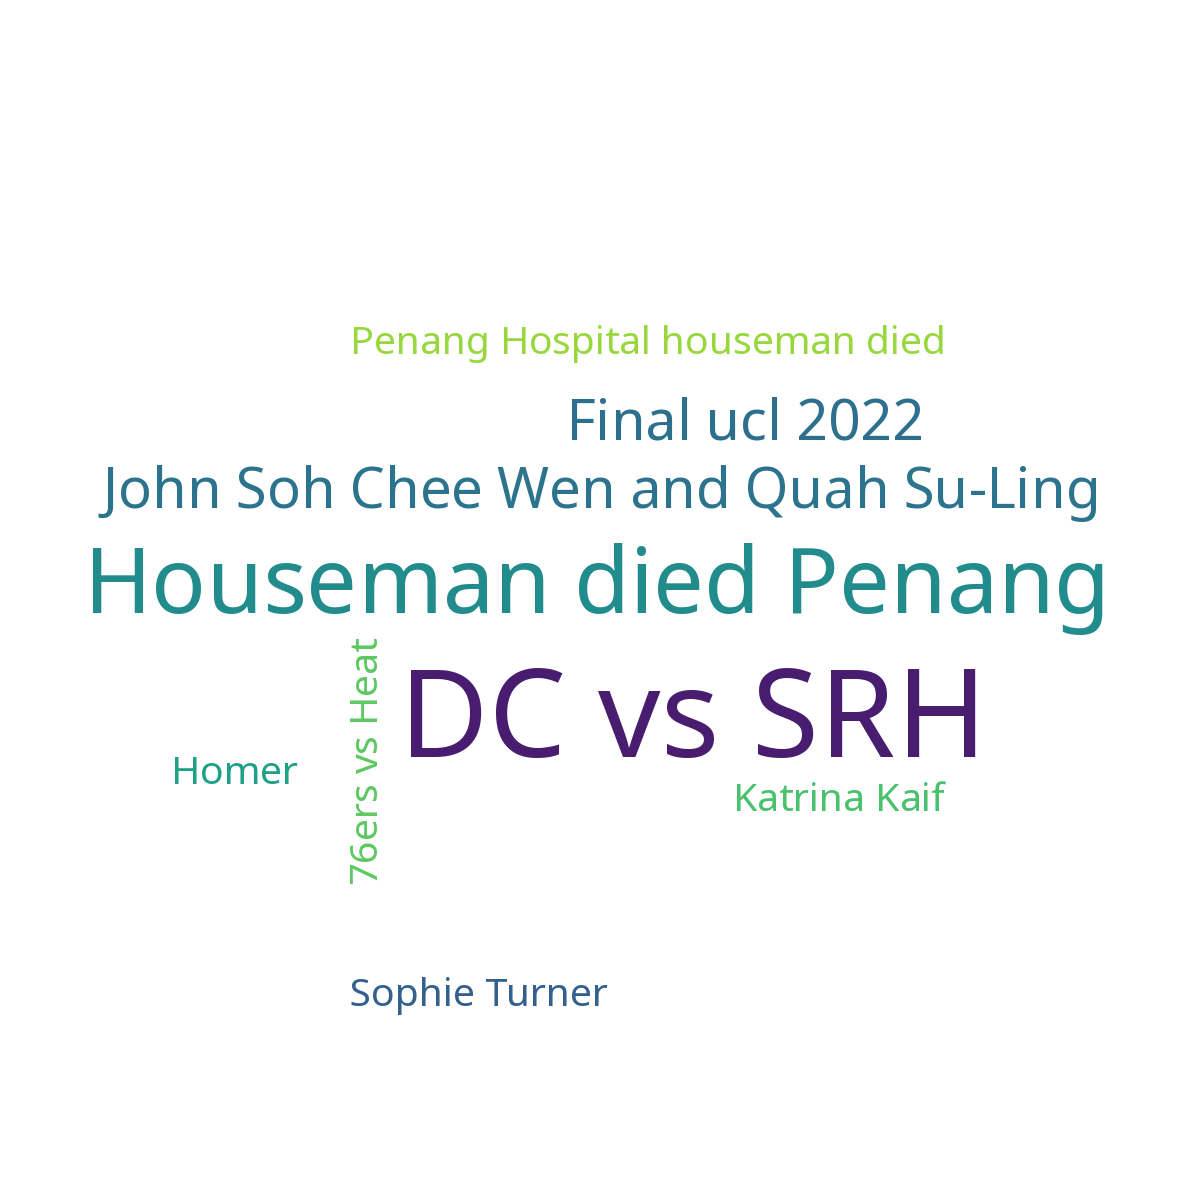 Penang Hospital houseman died
Final ucl 2022
John Soh Chee Wen and Quah Su-Ling
Houseman died Penang
76ers vs Heat
DC vs SRH
Homer
Katrina Kaif
Sophie Turner